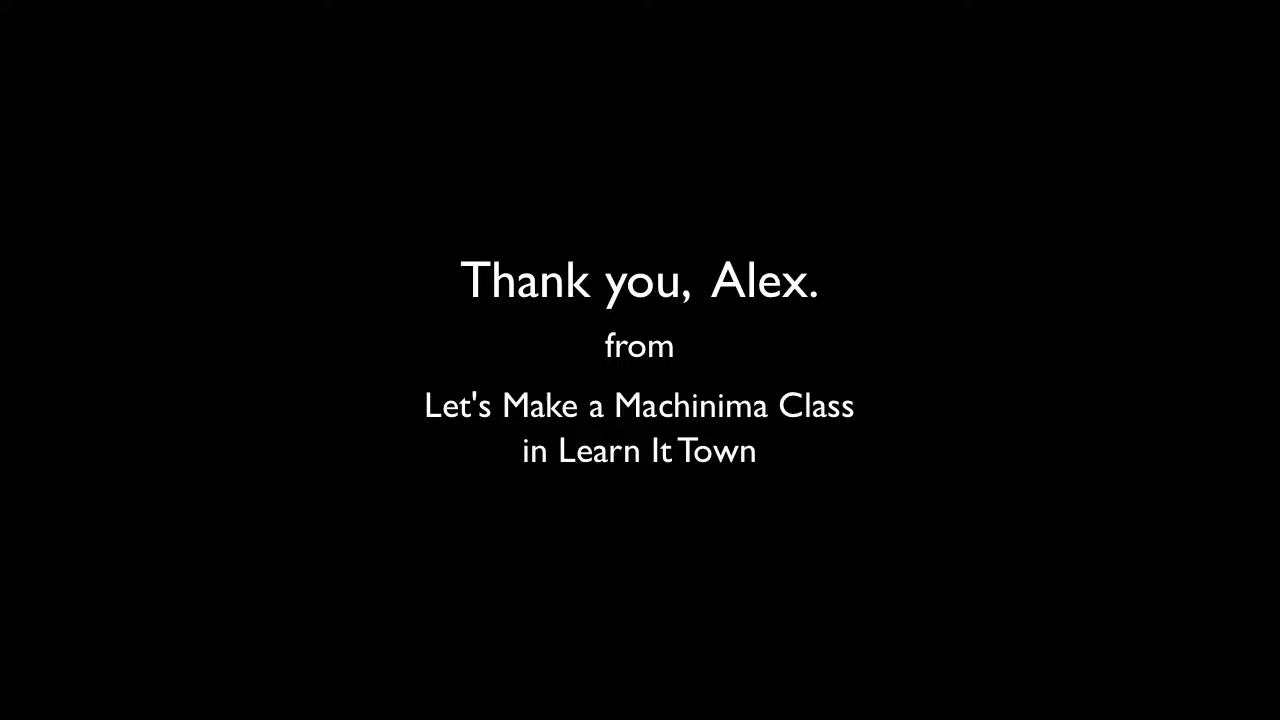 Thank you, Alex.
from
Let's Make a Machinima Class
in Learn It Town